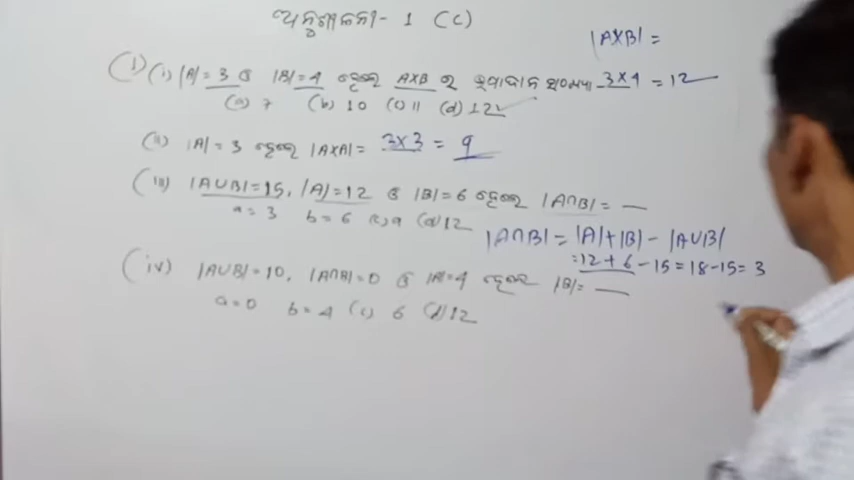 ଅନୁଶୀଳନୀ - 1 (C)
|A×B| =
(1) (i) |A| = 3 ଓ |B| = 4 ହେଲେ A×B ର ଉପାଦାନ ସଂଖ୍ୟା 3×4 = 12
(a) 7 (b) 10 (c) 11 (d) 12 ✓
(ii) |A| = 3 ହେଲେ |A×A| = 3×3 = 9
(iii) |A∪B| = 15, |A| = 12 ଓ |B| = 6 ହେଲେ |A∩B| = —
a = 3 b = 6 (c) 9 (d) 12
|A∩B| = |A|+|B| - |A∪B|
= 12 + 6 - 15 = 18 - 15 = 3
(iv) |A∪B| = 10, |A∩B| = 0 ଓ |A| = 4 ହେଲେ |B| = —
a = 0 b = 4 (c) 6 (d) 12